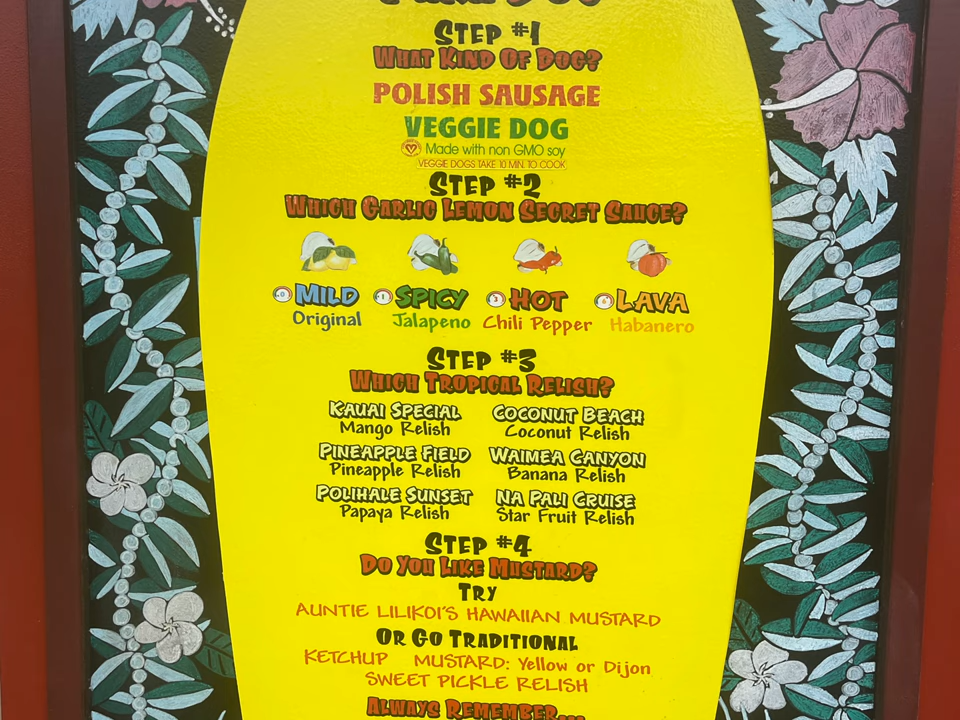 STEP #1
WHAT KIND OF DOG?
POLISH SAUSAGE
VEGGIE DOG
Made with non GMO soy
VEGGIE DOGS TAKE 10 MIN. TO COOK
STEP #2
WHICH GARLIC LEMON SECRET SAUCE?
MILD SPICY HOT LAVA
Original Jalapeno Chili Pepper Habanero
STEP #3
WHICH TROPICAL RELISH?
KAUAI SPECIAL COCONUT BEACH
Mango Relish Coconut Relish
PINEAPPLE FIELD WAIMEA CANYON
Pineapple Relish Banana Relish
POLIHALE SUNSET NA PALI CRUISE
Papaya Relish Star Fruit Relish
STEP #4
DO YOU LIKE MUSTARD?
TRY
AUNTIE LILIKOI'S HAWAIIAN MUSTARD
OR GO TRADITIONAL
KETCHUP MUSTARD: Yellow or Dijon
SWEET PICKLE RELISH
ALWAYS REMEMBER...